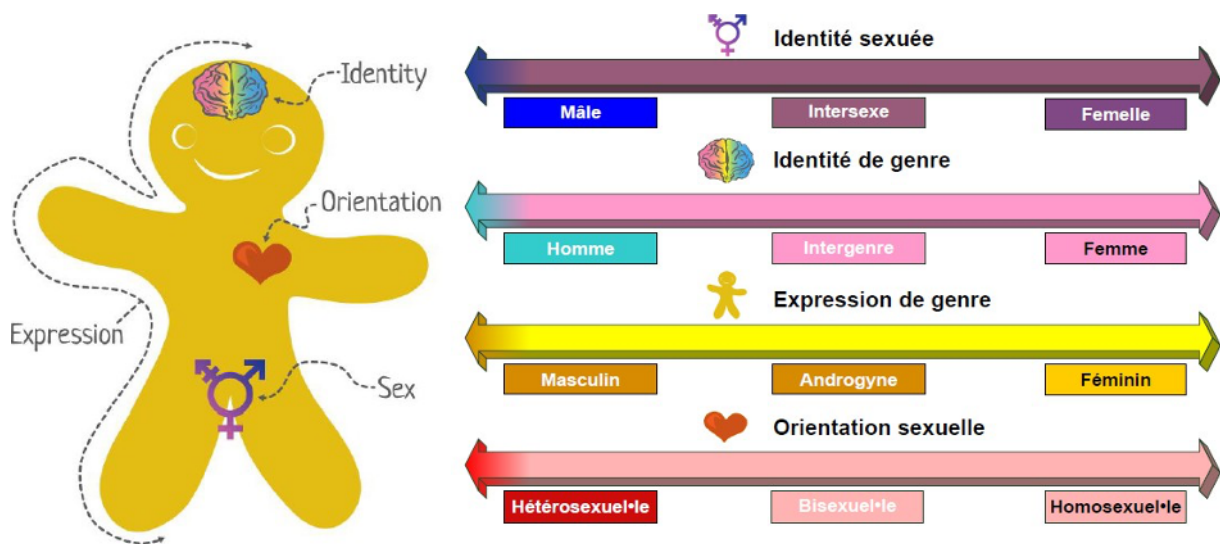 Identity
Orientation
Expression
Sex
Identité sexuée
Mâle Intersexe Femelle
Identité de genre
Homme Intergenre Femme
Expression de genre
Masculin Androgyne Féminin
Orientation sexuelle
Hétérosexuel•le Bisexuel•le Homosexuel•le